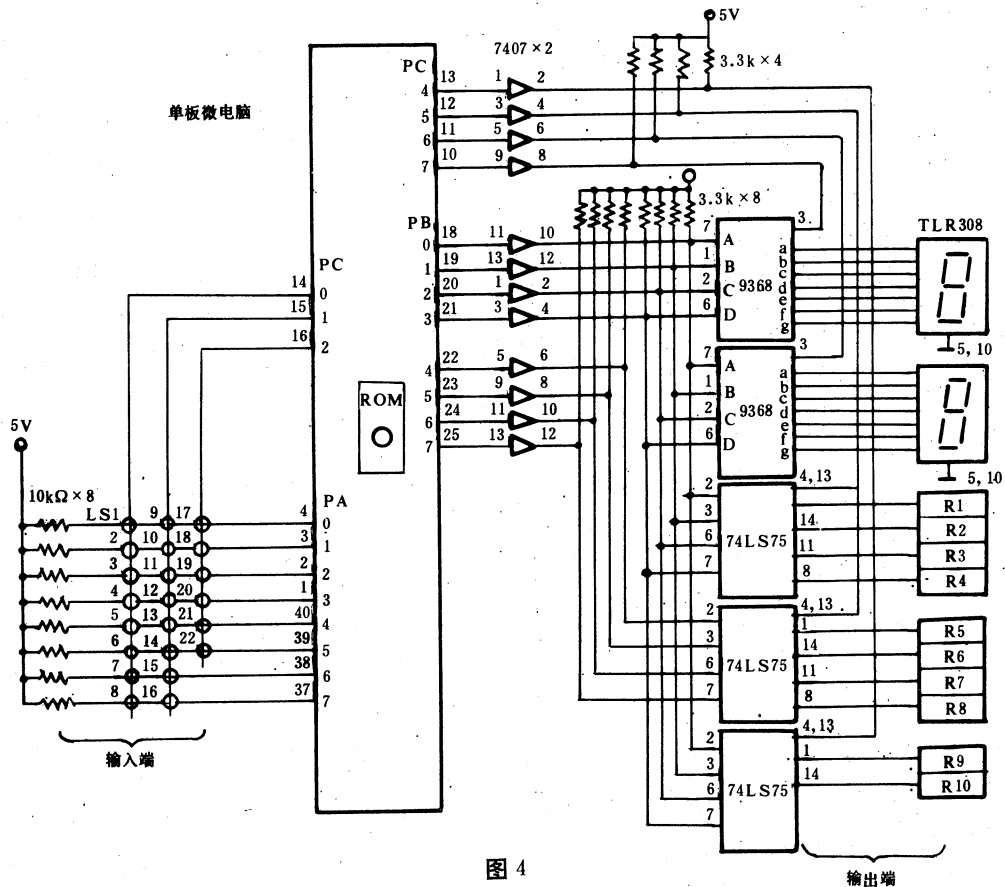 5V
7407×2
3.3k×4
单板微电脑
PC
4 13 1 2
5 12 3 4
6 11 5 6
7 10 9 8
3.3k×8
PB
0 18 11 10
1 19 13 12
2 20 1 2
3 21 3 4
4 22 5 6
5 23 9 8
6 24 11 10
7 25 13 12
PC
14 0
15 1
16 2
ROM
5V
10kΩ×8
PA
LS1 9 17 4 0
2 10 18 3 1
3 11 19 2 2
4 12 20 1 3
5 13 21 40 4
6 14 22 39 5
7 15 38 6
8 16 37 7
输入端
TLR308
7 A 3
1 B a
2 C b
6 D c
9368 d
e
f
g
5, 10
7 A 3
1 B a
2 C b
6 D c
9368 d
e
f
g
5, 10
2 4,13
3 14
6 11
7 8
74LS75
R1
R2
R3
R4
2 4,13
3 1
6 14
7 11
8
74LS75
R5
R6
R7
R8
2 4,13
3 1
6 14
7
74LS75
R9
R10
输出端
图 4